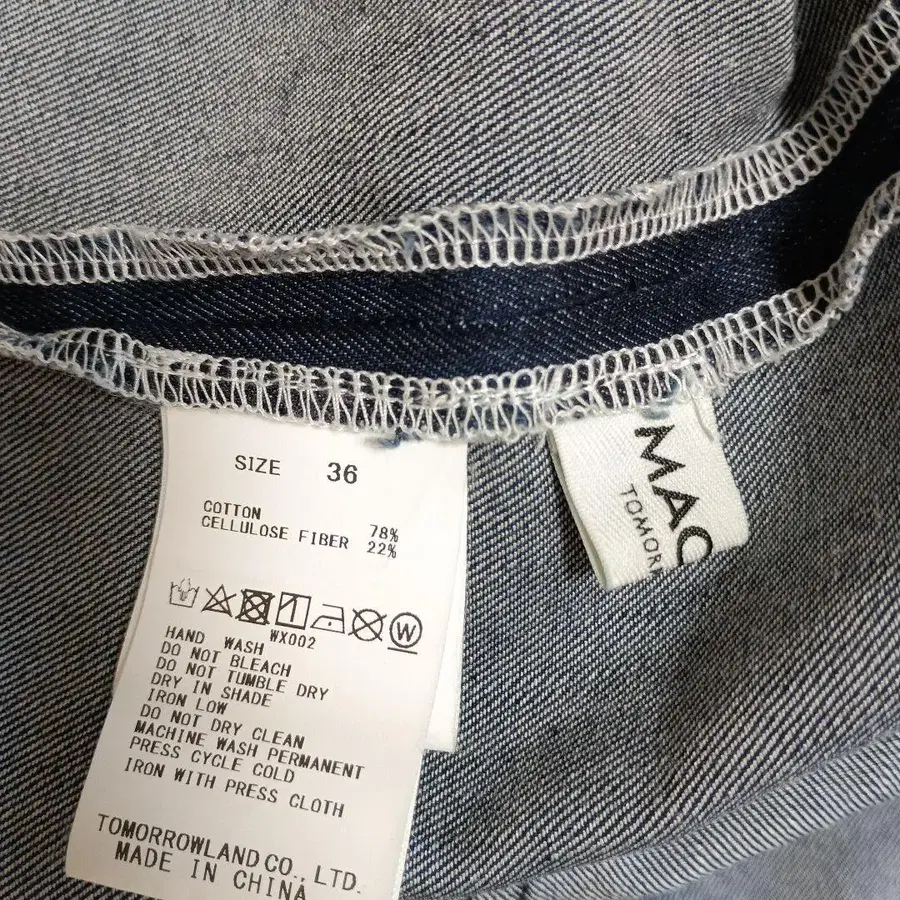 SIZE 36
COTTON 78%
CELLULOSE FIBER 22%
W
WX002
HAND WASH
DO NOT BLEACH
DO NOT TUMBLE DRY
DRY IN SHADE
IRON LOW
DO NOT DRY CLEAN
MACHINE WASH PERMANENT
PRESS CYCLE COLD
IRON WITH PRESS CLOTH
TOMORROWLAND CO., LTD.
MADE IN CHINA
MAC
TOMORR